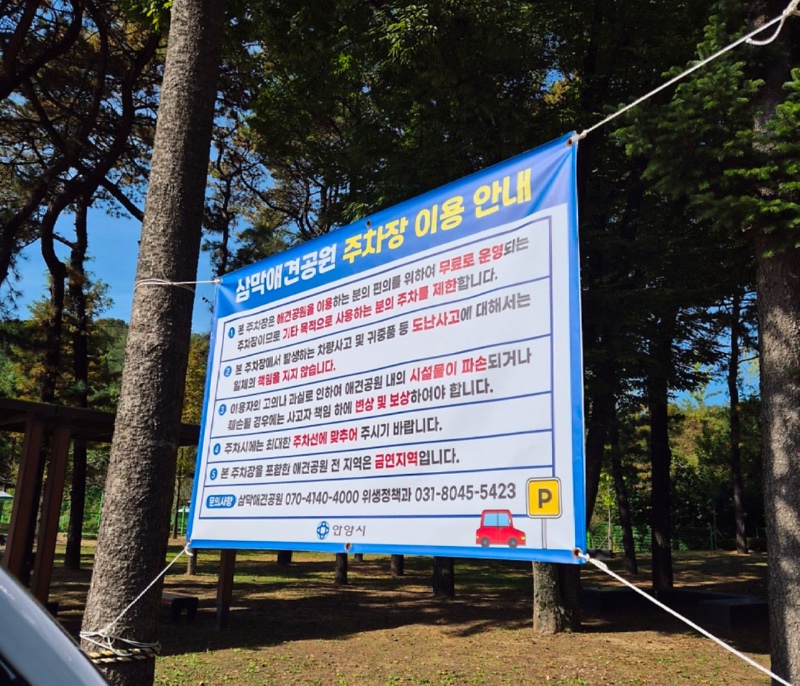 삼막애견공원 주차장 이용 안내
1 본 주차장은 애견공원을 이용하는 분의 편의를 위하여 무료로 운영되는
주차장이므로 기타 목적으로 사용하는 분의 주차를 제한합니다.
2 본 주차장에서 발생하는 차량사고 및 귀중품 등 도난사고에 대해서는
일체의 책임을 지지 않습니다.
3 이용자의 고의나 과실로 인하여 애견공원 내의 시설물이 파손되거나
훼손될 경우에는 사고자 책임 하에 변상 및 보상하여야 합니다.
4 주차시에는 최대한 주차선에 맞추어 주시기 바랍니다.
5 본 주차장을 포함한 애견공원 전 지역은 금연지역입니다.
문의사항 삼막애견공원 070-4140-4000 위생정책과 031-8045-5423
P
안양시